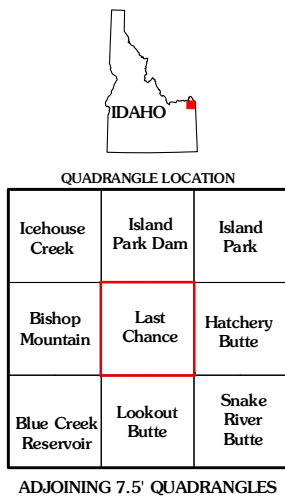 IDAHO
QUADRANGLE LOCATION
Icehouse
Creek
Island
Park Dam
Island
Park
Bishop
Mountain
Last
Chance
Hatchery
Butte
Blue Creek
Reservoir
Lookout
Butte
Snake
River
Butte
ADJOINING 7.5' QUADRANGLES